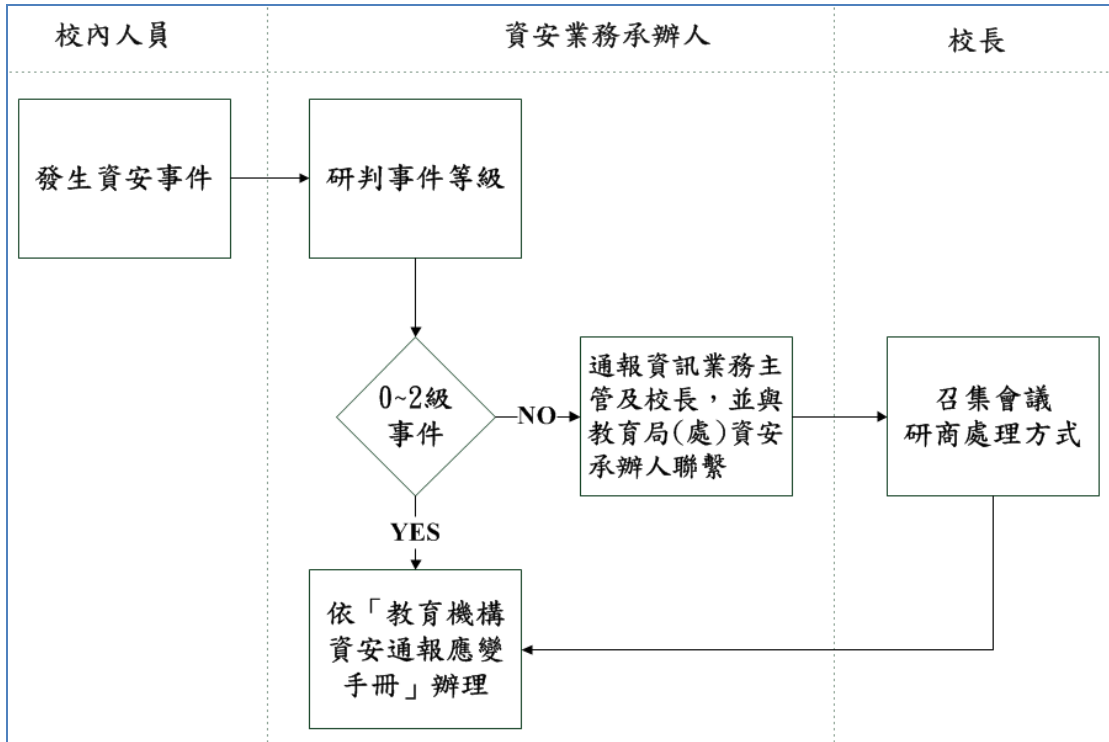 校內人員
資安業務承辦人
校長
發生資安事件
研判事件等級
0~2級
事件
NO
通報資訊業務主
管及校長，並與
教育局(處)資安
承辦人聯繫
召集會議
研商處理方式
YES
依「教育機構
資安通報應變
手冊」辦理